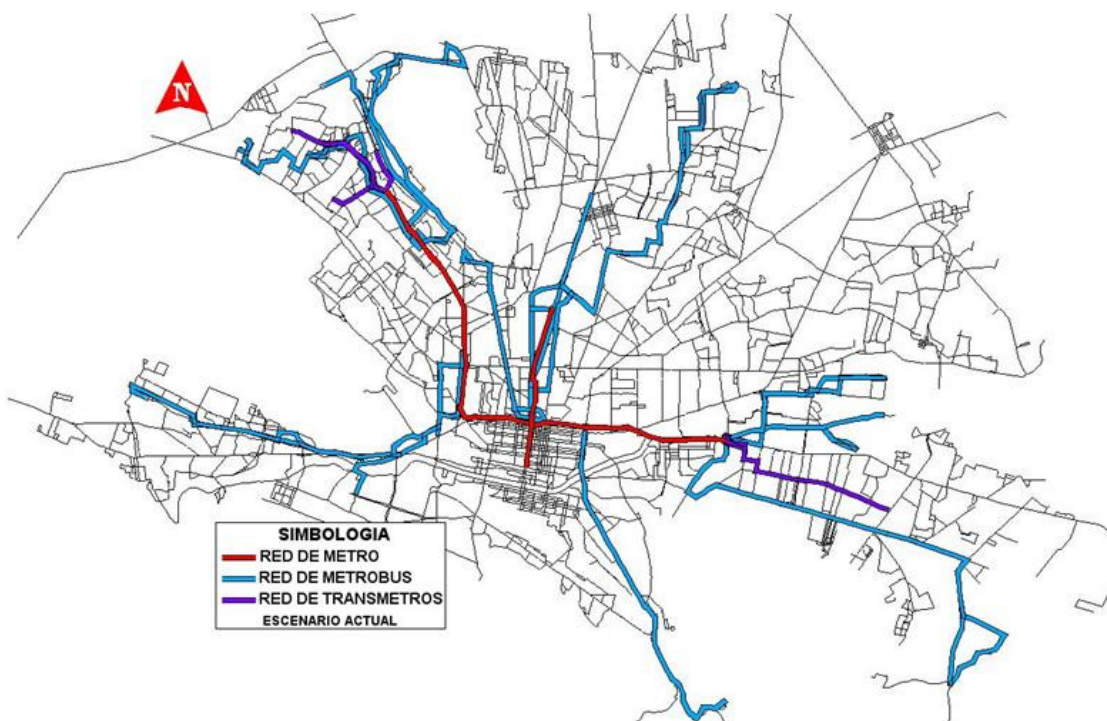 N
SIMBOLOGIA
RED DE METRO
RED DE METROBUS
RED DE TRANSMETROS
ESCENARIO ACTUAL